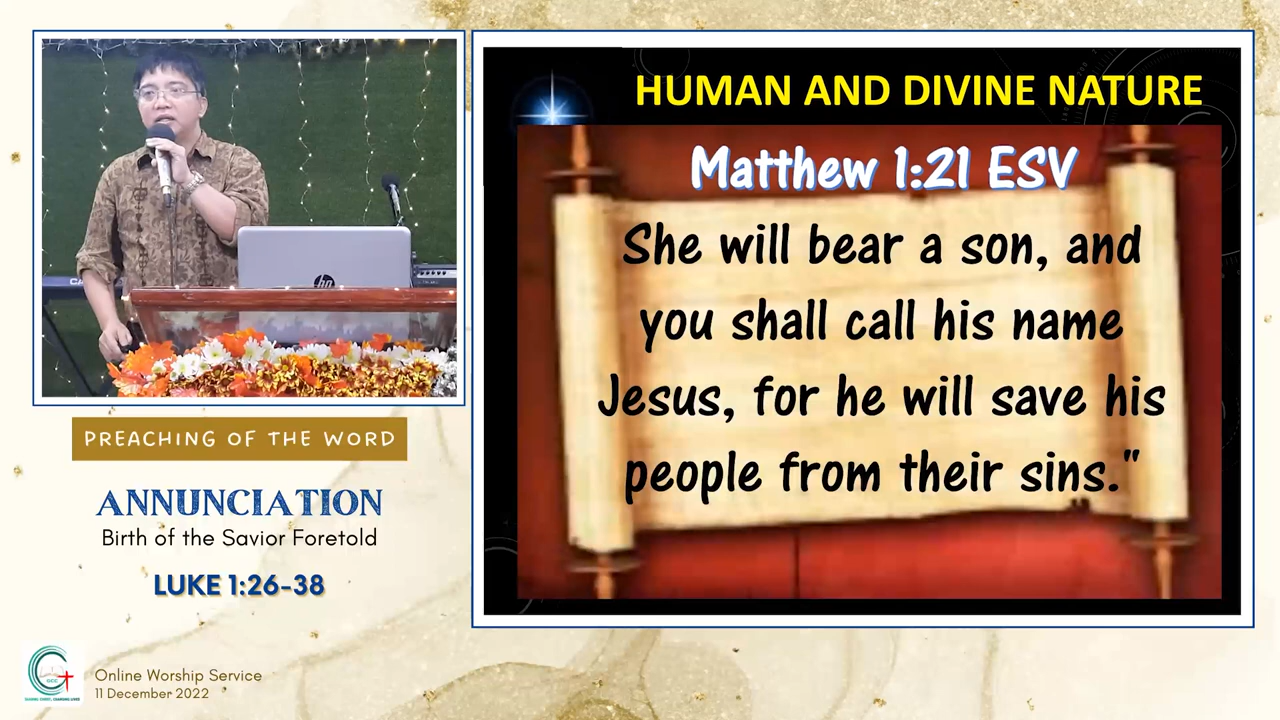 HUMAN AND DIVINE NATURE
Matthew 1:21 ESV
She will bear a son, and
you shall call his name
Jesus, for he will save his
people from their sins."
hp
PREACHING OF THE WORD
ANNUNCIATION
Birth of the Savior Foretold
LUKE 1:26-38
GCC
Online Worship Service
11 December 2022